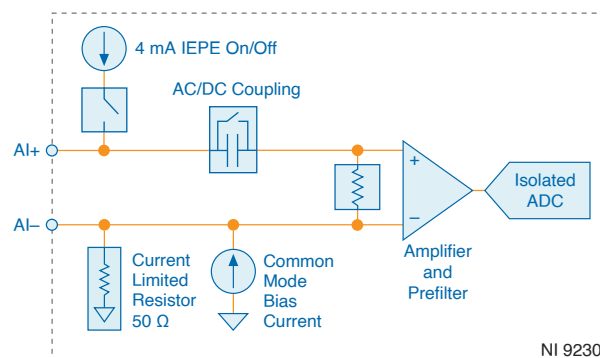 4 mA IEPE On/Off
AC/DC Coupling
AI+
+
Isolated
ADC
AI–
–
Current
Limited
Resistor
50 Ω
Common
Mode
Bias
Current
Amplifier
and
Prefilter
NI 9230